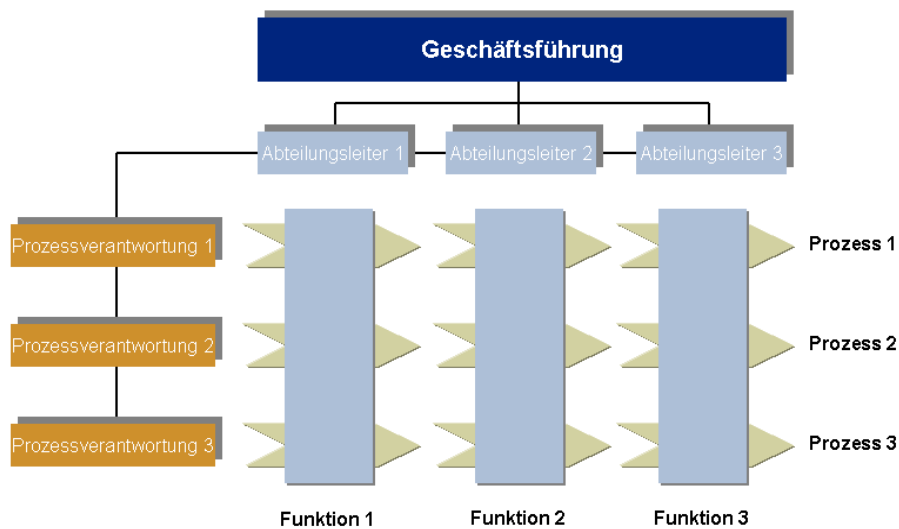 Geschäftsführung
Abteilungsleiter 1
Abteilungsleiter 2
Abteilungsleiter 3
Prozessverantwortung 1
Prozess 1
Prozessverantwortung 2
Prozess 2
Prozessverantwortung 3
Prozess 3
Funktion 1
Funktion 2
Funktion 3